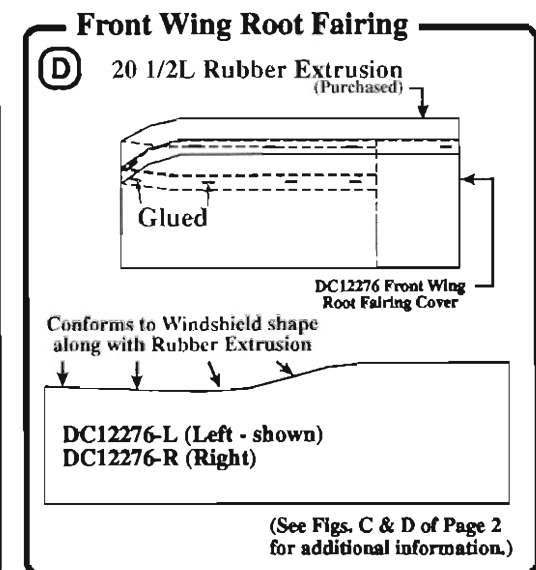 Front Wing Root Fairing
D
20 1/2L Rubber Extrusion
(Purchased)
Glued
DC12276 Front Wing
Root Fairing Cover
Conforms to Windshield shape
along with Rubber Extrusion
DC12276-L (Left - shown)
DC12276-R (Right)
(See Figs. C & D of Page 2
for additional information.)